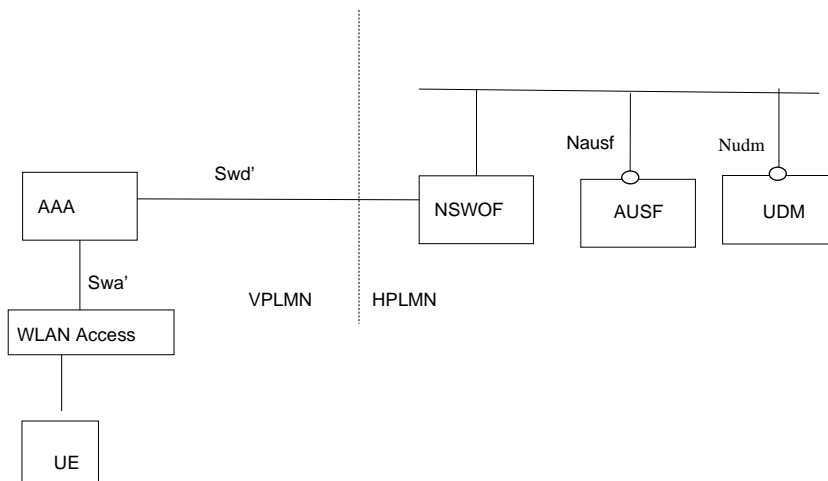 Nausf
Nudm
Swd’
AAA
NSWOF
AUSF
UDM
Swa’
VPLMN
HPLMN
WLAN Access
UE